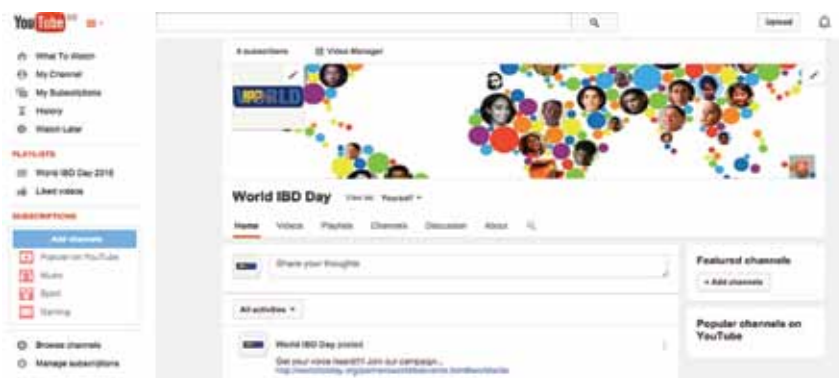 YouTube
Upload
What To Watch
My Channel
My Subscriptions
History
Watch Later
PLAYLISTS
World IBD Day 2015
Liked videos
SUBSCRIPTIONS
Add channels
Popular on YouTube
Music
Sport
Gaming
Browse channels
Manage subscriptions
subscribers
Video Manager
WORLD
World IBD Day
View as: Yourself
Home
Videos
Playlists
Channels
Discussion
About
Share your thoughts
All activities
World IBD Day posted
Get your voice heard!!! Join our campaign...
Featured channels
+ Add channels
Popular channels on
YouTube